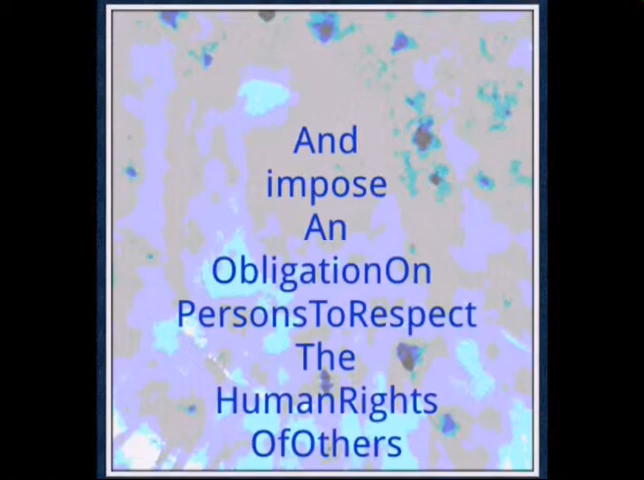 And
impose
An
ObligationOn
PersonsToRespect
The
HumanRights
OfOthers